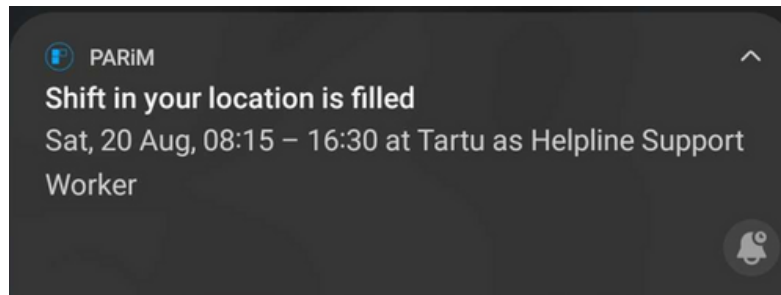 PARiM
Shift in your location is filled
Sat, 20 Aug, 08:15 – 16:30 at Tartu as Helpline Support
Worker